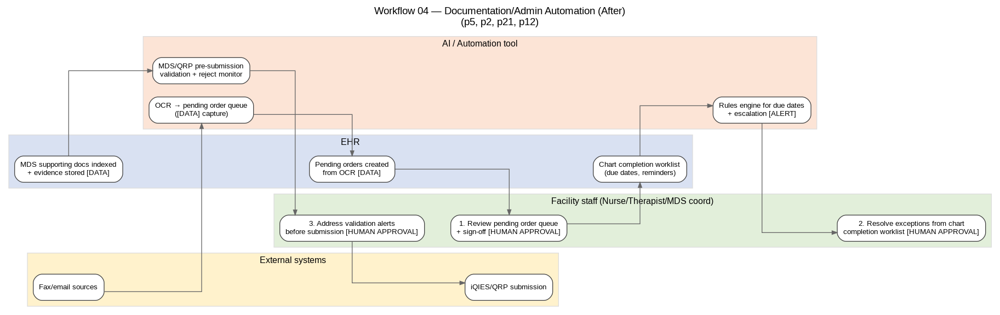 Workflow 04 — Documentation/Admin Automation (After)
(p5, p2, p21, p12)
AI / Automation tool
MDS/QRP pre-submission
validation + reject monitor
OCR → pending order queue
([DATA] capture)
Rules engine for due dates
+ escalation [ALERT]
EHR
MDS supporting docs indexed
+ evidence stored [DATA]
Pending orders created
from OCR [DATA]
Chart completion worklist
(due dates, reminders)
Facility staff (Nurse/Therapist/MDS coord)
3. Address validation alerts
before submission [HUMAN APPROVAL]
1. Review pending order queue
+ sign-off [HUMAN APPROVAL]
2. Resolve exceptions from chart
completion worklist [HUMAN APPROVAL]
External systems
Fax/email sources
iQIES/QRP submission